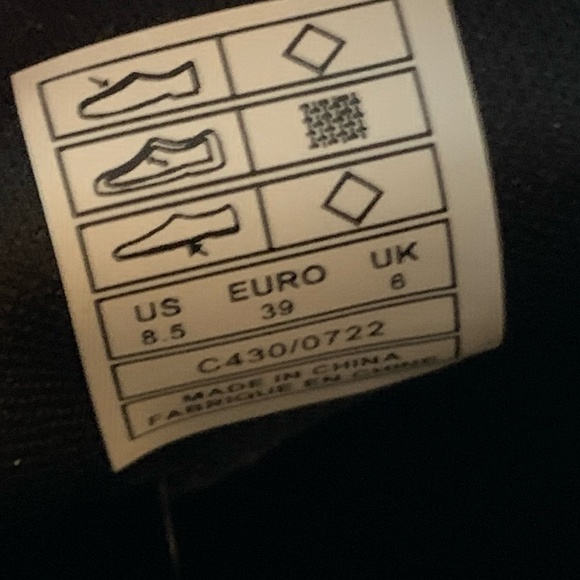 US EURO UK
8.5 39 6
C430/0722
MADE IN CHINA
FABRIQUE EN CHINE